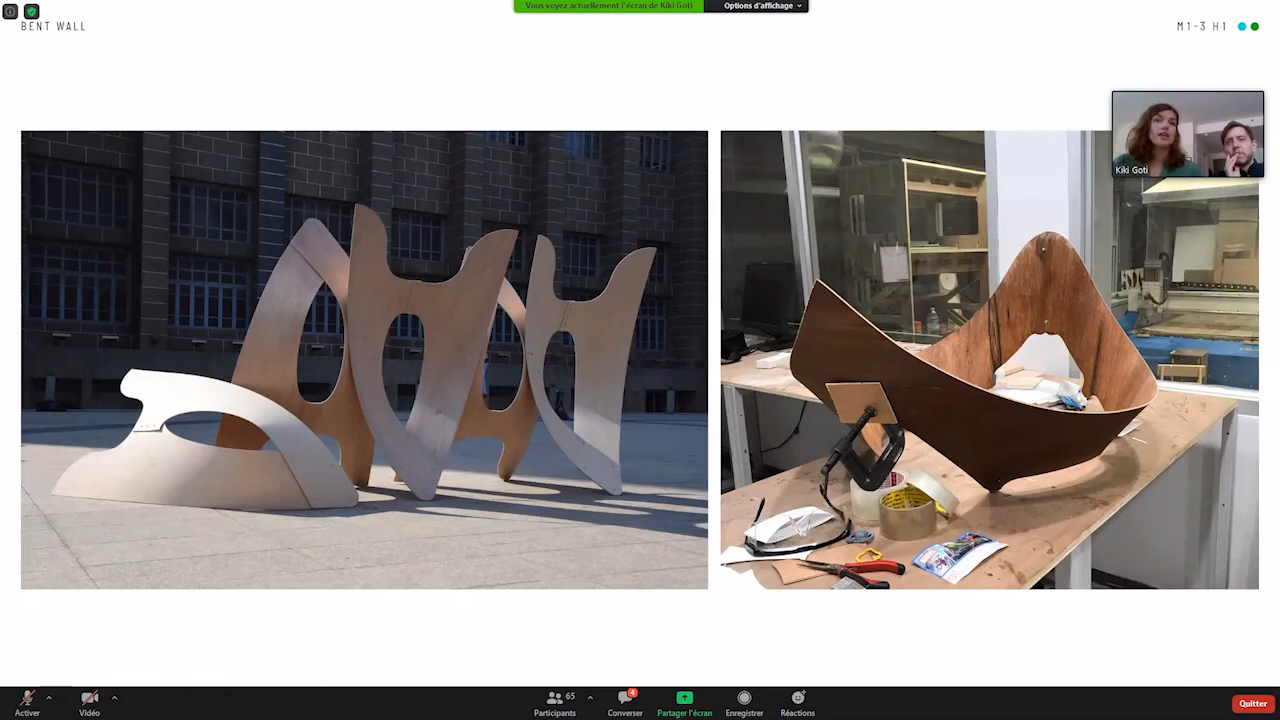 Vous voyez actuellement l'écran de Kiki Goti
Options d'affichage
BENT WALL
M1-3 H1
Kiki Goti
Activer
Vidéo
65
Participants
4
Converser
Partager l'écran
Enregistrer
Réactions
Quitter